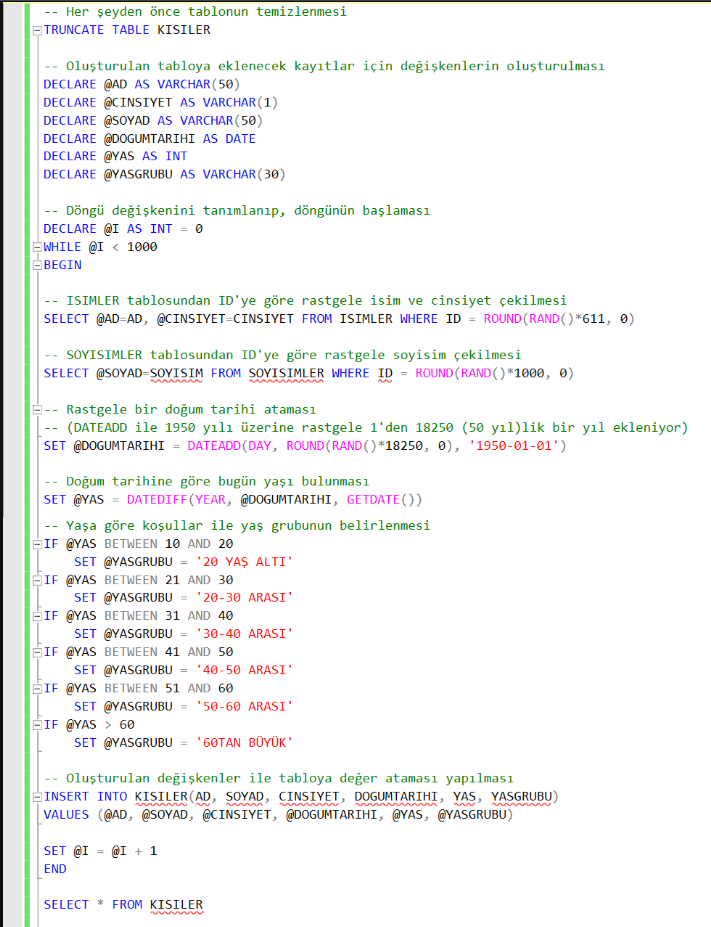 -- Her şeyden önce tablonun temizlenmesi
TRUNCATE TABLE KISILER
-- Oluşturulan tabloya eklenecek kayıtlar için değişkenlerin oluşturulması
DECLARE @AD AS VARCHAR(50)
DECLARE @CINSIYET AS VARCHAR(1)
DECLARE @SOYAD AS VARCHAR(50)
DECLARE @DOGUMTARIHI AS DATE
DECLARE @YAS AS INT
DECLARE @YASGRUBU AS VARCHAR(30)
-- Döngü değişkenini tanımlanıp, döngünün başlaması
DECLARE @I AS INT = 0
WHILE @I < 1000
BEGIN
-- ISIMLER tablosundan ID'ye göre rastgele isim ve cinsiyet çekilmesi
SELECT @AD=AD, @CINSIYET=CINSIYET FROM ISIMLER WHERE ID = ROUND(RAND()*611, 0)
-- SOYISIMLER tablosundan ID'ye göre rastgele soyisim çekilmesi
SELECT @SOYAD=SOYISIM FROM SOYISIMLER WHERE ID = ROUND(RAND()*1000, 0)
-- Rastgele bir doğum tarihi ataması
-- (DATEADD ile 1950 yılı üzerine rastgele 1'den 18250 (50 yıl)lik bir yıl ekleniyor)
SET @DOGUMTARIHI = DATEADD(DAY, ROUND(RAND()*18250, 0), '1950-01-01')
-- Doğum tarihine göre bugün yaşı bulunması
SET @YAS = DATEDIFF(YEAR, @DOGUMTARIHI, GETDATE())
-- Yaşa göre koşullar ile yaş grubunun belirlenmesi
IF @YAS BETWEEN 10 AND 20
SET @YASGRUBU = '20 YAŞ ALTI'
IF @YAS BETWEEN 21 AND 30
SET @YASGRUBU = '20-30 ARASI'
IF @YAS BETWEEN 31 AND 40
SET @YASGRUBU = '30-40 ARASI'
IF @YAS BETWEEN 41 AND 50
SET @YASGRUBU = '40-50 ARASI'
IF @YAS BETWEEN 51 AND 60
SET @YASGRUBU = '50-60 ARASI'
IF @YAS > 60
SET @YASGRUBU = '60TAN BÜYÜK'
-- Oluşturulan değişkenler ile tabloya değer ataması yapılması
INSERT INTO KISILER(AD, SOYAD, CINSIYET, DOGUMTARIHI, YAS, YASGRUBU)
VALUES (@AD, @SOYAD, @CINSIYET, @DOGUMTARIHI, @YAS, @YASGRUBU)
SET @I = @I + 1
END
SELECT * FROM KISILER